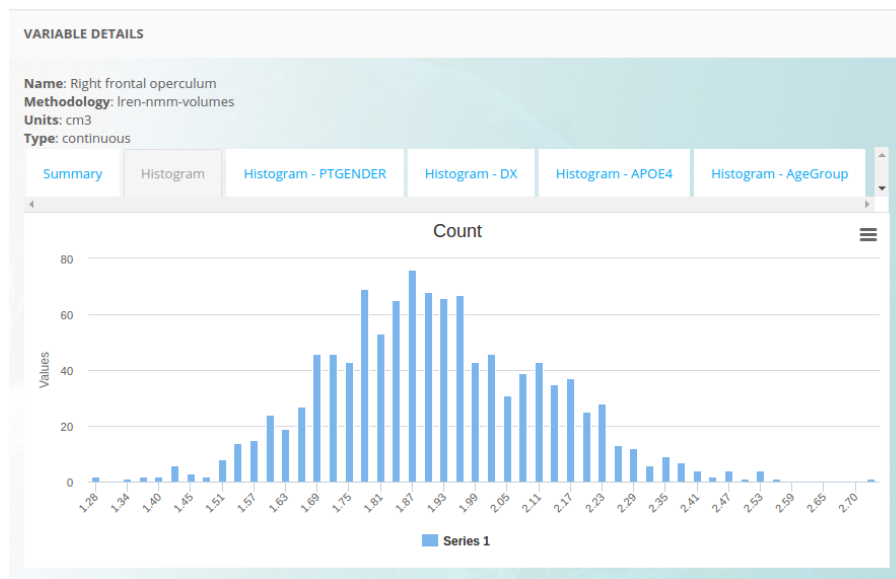 VARIABLE DETAILS
Name: Right frontal operculum
Methodology: lren-nmm-volumes
Units: cm3
Type: continuous
Summary Histogram Histogram - PTGENDER Histogram - DX Histogram - APOE4 Histogram - AgeGroup
Count
80
60
40
20
0
Values
1.28 1.34 1.40 1.45 1.51 1.57 1.63 1.69 1.75 1.81 1.87 1.93 1.99 2.05 2.11 2.17 2.23 2.29 2.35 2.41 2.47 2.53 2.59 2.65 2.70
Series 1